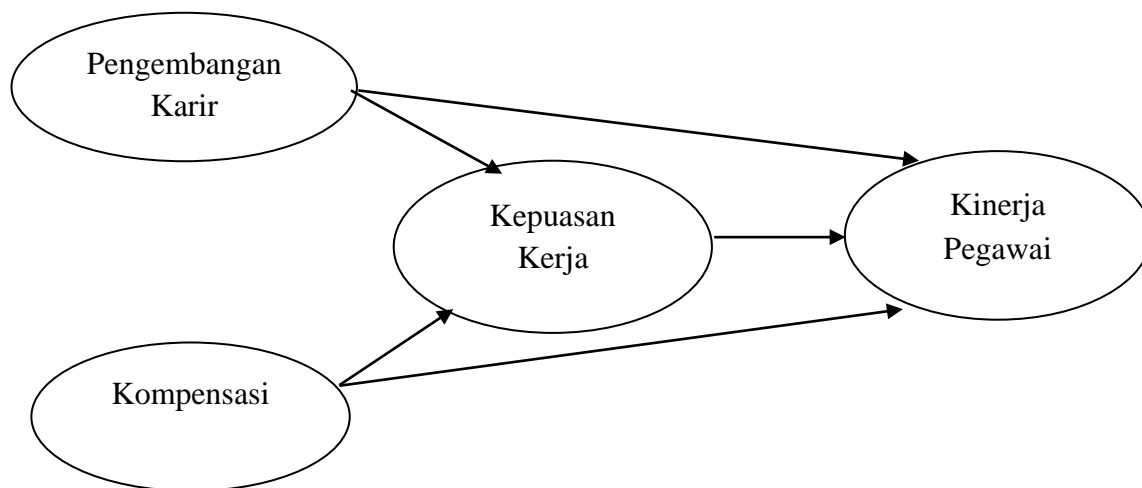 Pengembangan
Karir
Kepuasan
Kerja
Kinerja
Pegawai
Kompensasi